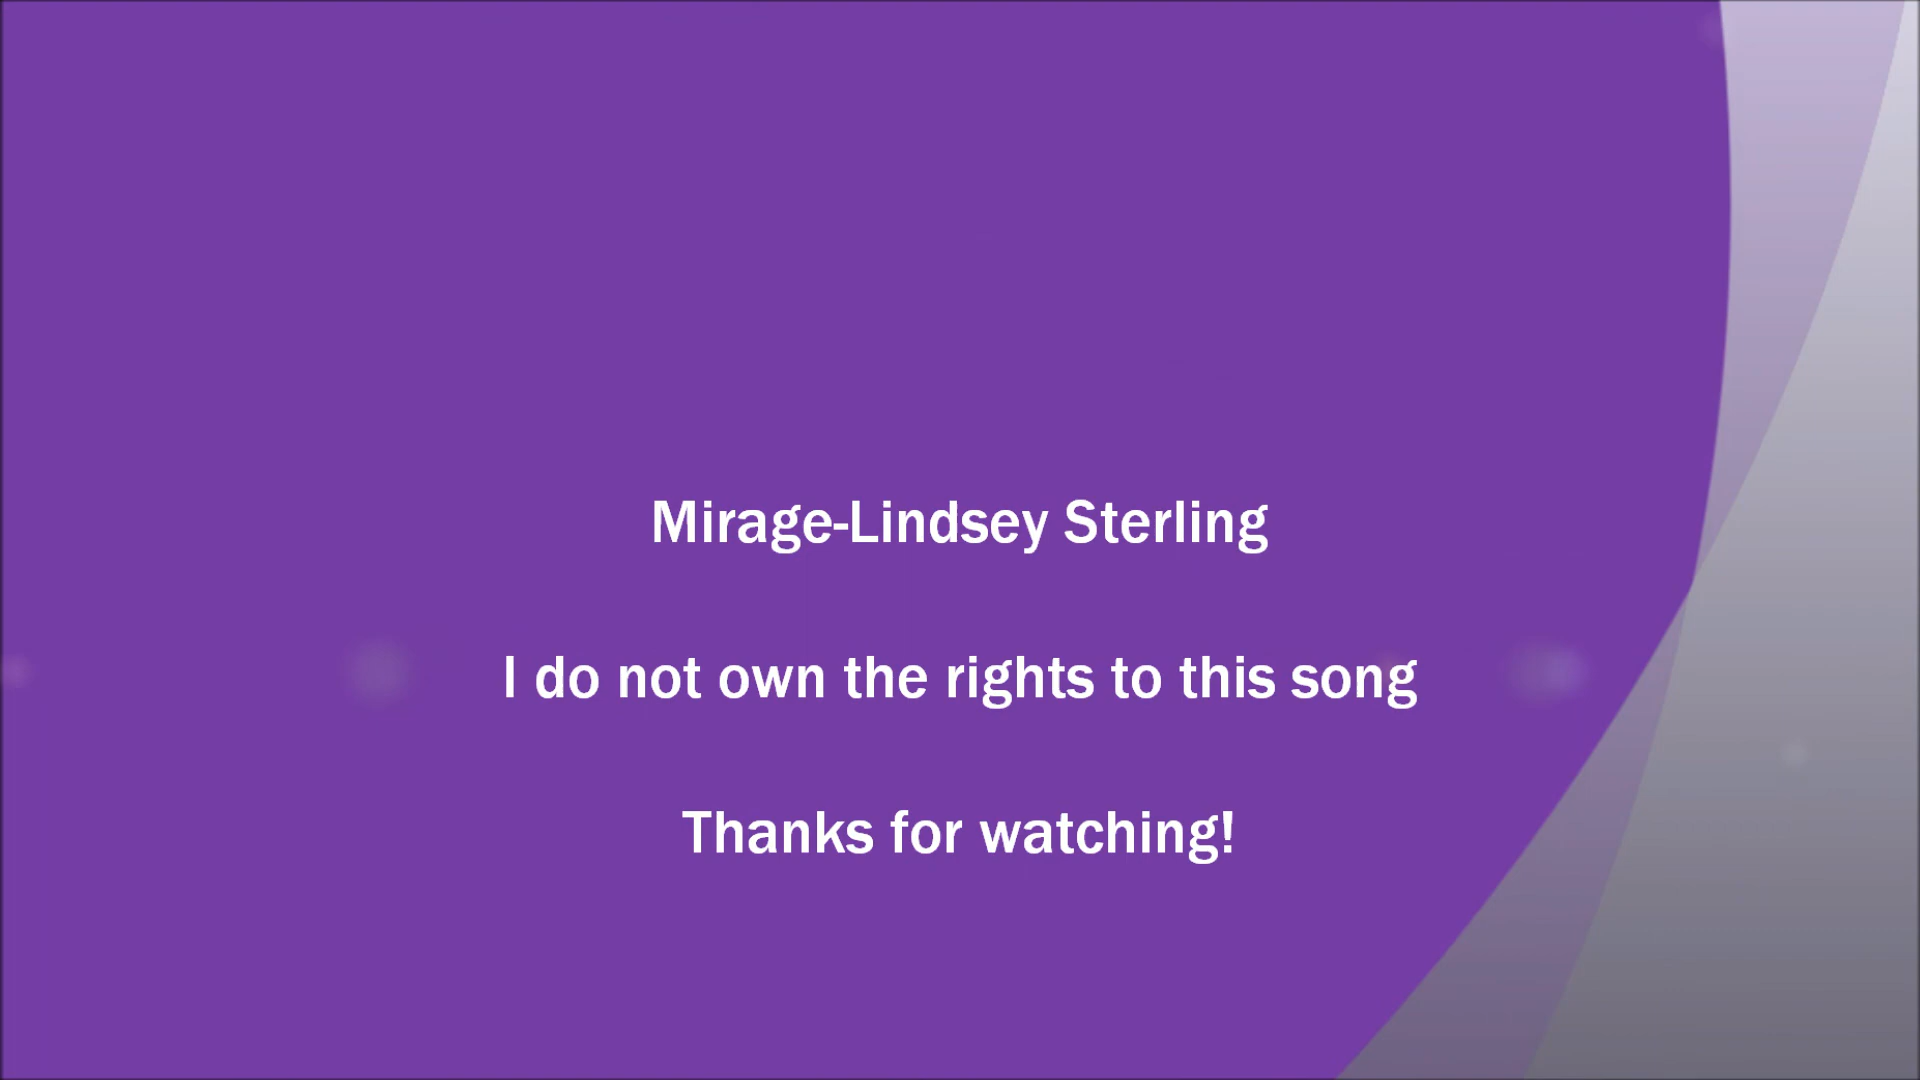 Mirage-Lindsey Sterling
I do not own the rights to this song
Thanks for watching!